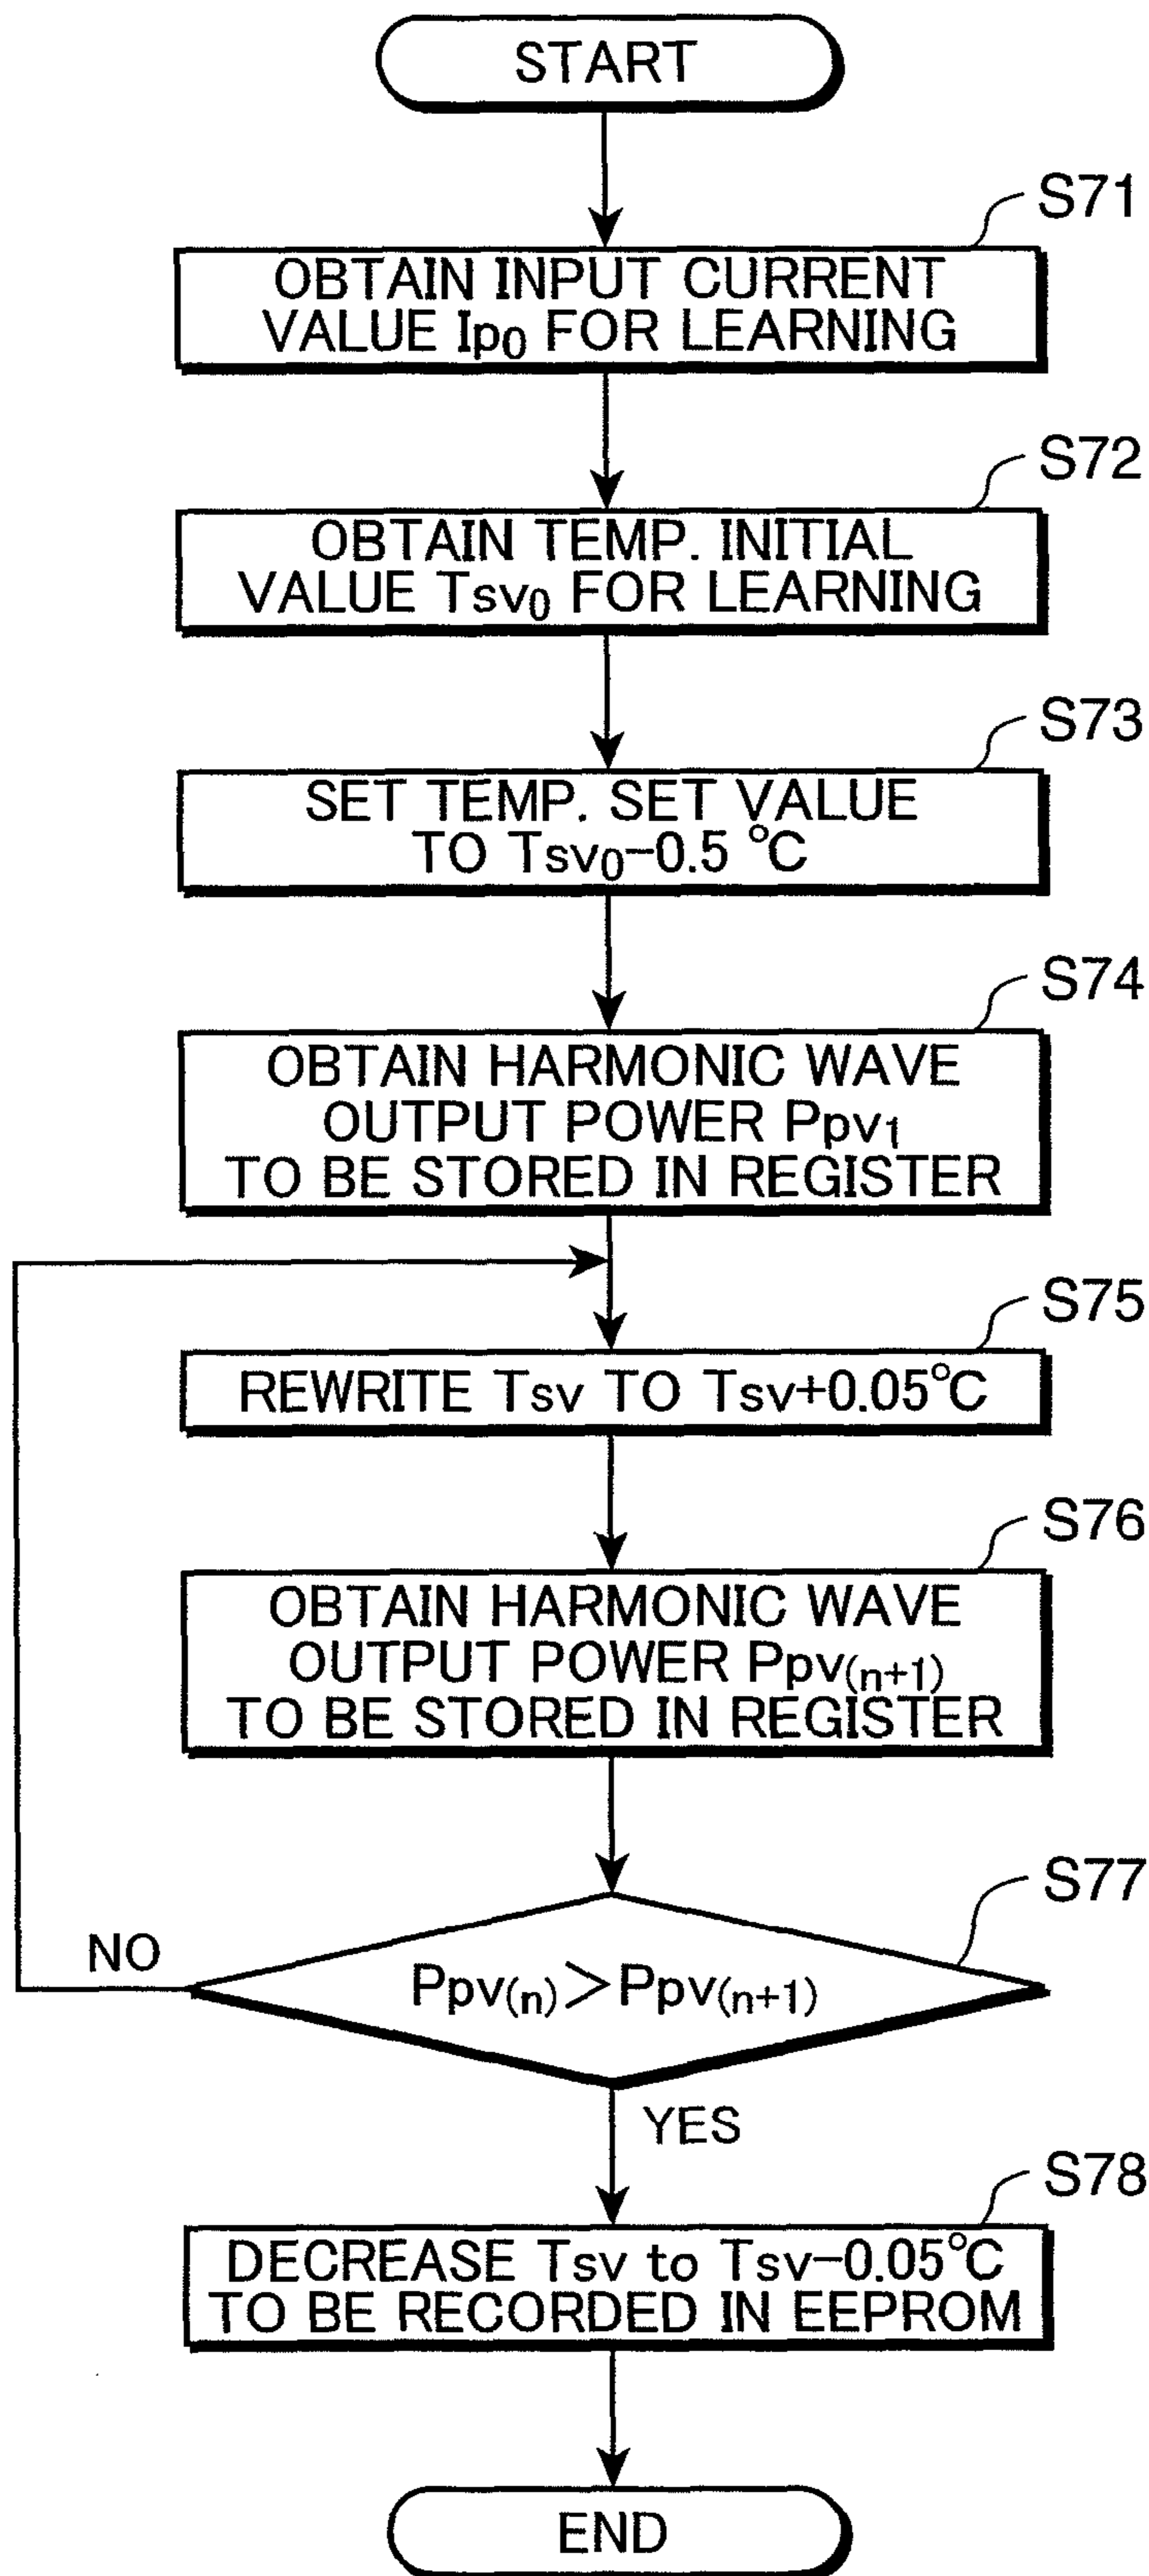 START
S71
OBTAIN INPUT CURRENT
VALUE Ip0 FOR LEARNING
S72
OBTAIN TEMP. INITIAL
VALUE Tsv0 FOR LEARNING
S73
SET TEMP. SET VALUE
TO Tsv0−0.5 °C
S74
OBTAIN HARMONIC WAVE
OUTPUT POWER Ppv1
TO BE STORED IN REGISTER
S75
REWRITE Tsv TO Tsv+0.05°C
S76
OBTAIN HARMONIC WAVE
OUTPUT POWER Ppv(n+1)
TO BE STORED IN REGISTER
S77
NO
Ppv(n)>Ppv(n+1)
YES
S78
DECREASE Tsv to Tsv−0.05°C
TO BE RECORDED IN EEPROM
END